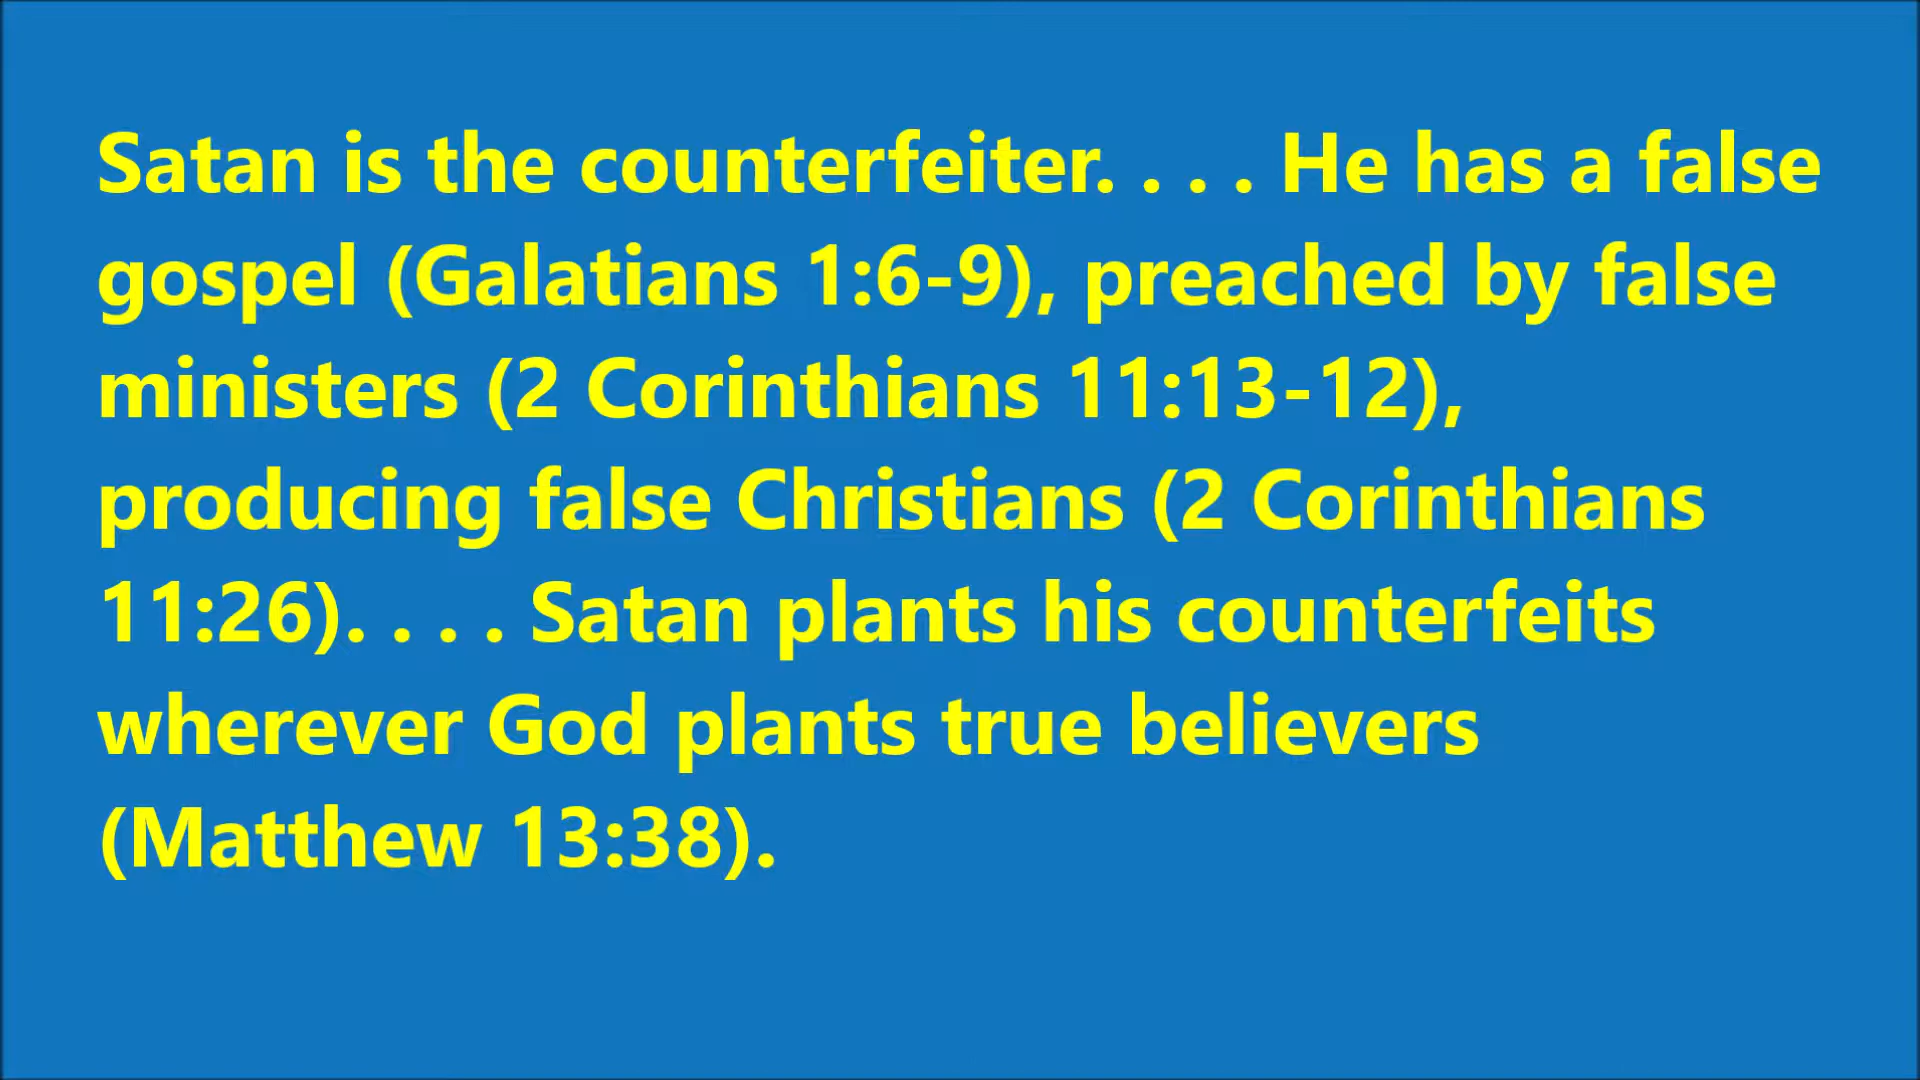 Satan is the counterfeiter. . . . He has a false
gospel (Galatians 1:6-9), preached by false
ministers (2 Corinthians 11:13-12),
producing false Christians (2 Corinthians
11:26). . . . Satan plants his counterfeits
wherever God plants true believers
(Matthew 13:38).